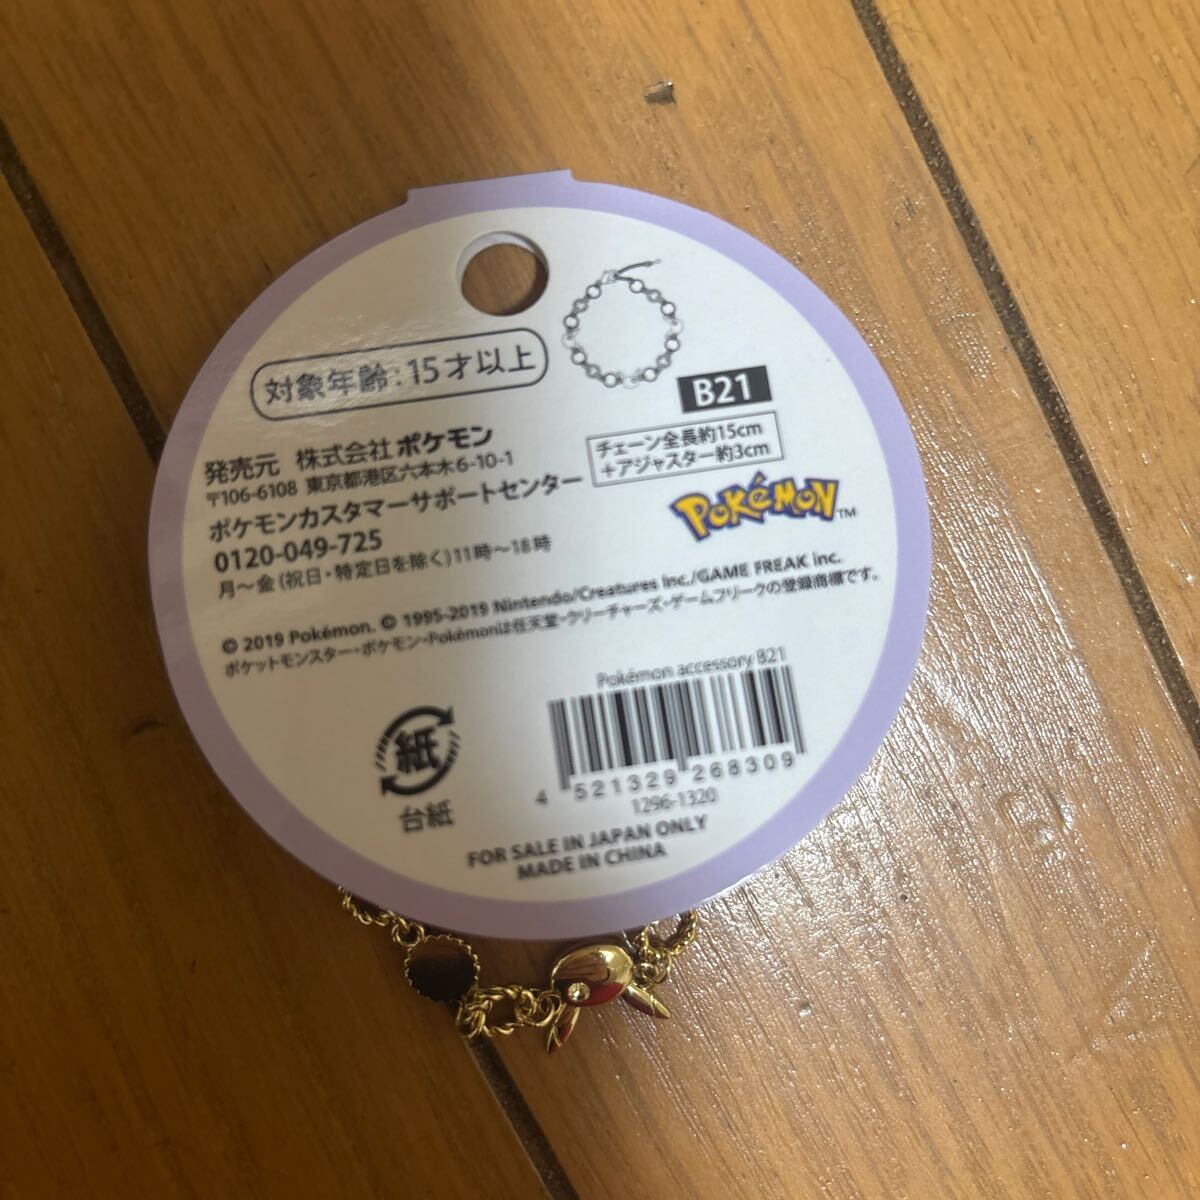 対象年齢:15才以上
B21
チェーン全長約15cm
+アジャスター約3cm
発売元 株式会社ポケモン
〒106-6108 東京都港区六本木6-10-1
ポケモンカスタマーサポートセンター
0120-049-725
月～金(祝日・特定日を除く)11時～18時
POKéMON™
© 2019 Pokémon. © 1995-2019 Nintendo/Creatures Inc./GAME FREAK inc.
ポケットモンスター・ポケモン・Pokémonは任天堂・クリーチャーズ・ゲームフリークの登録商標です。
Pokémon accessory B21
4 521329 268309
1296-1320
紙
台紙
FOR SALE IN JAPAN ONLY
MADE IN CHINA